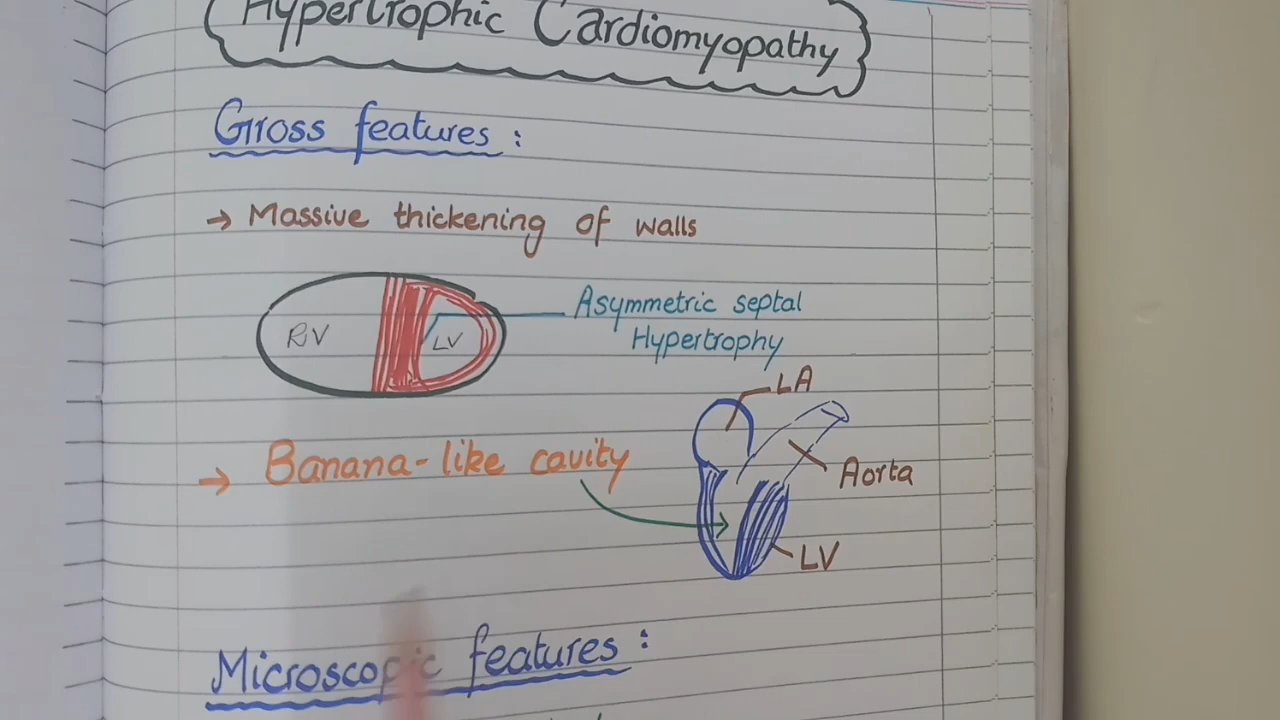 Hypertrophic Cardiomyopathy
Gross features :
→ Massive thickening of walls
RV
LV
Asymmetric septal
Hypertrophy
LA
→ Banana-like cavity
Aorta
LV
Microscopic features :